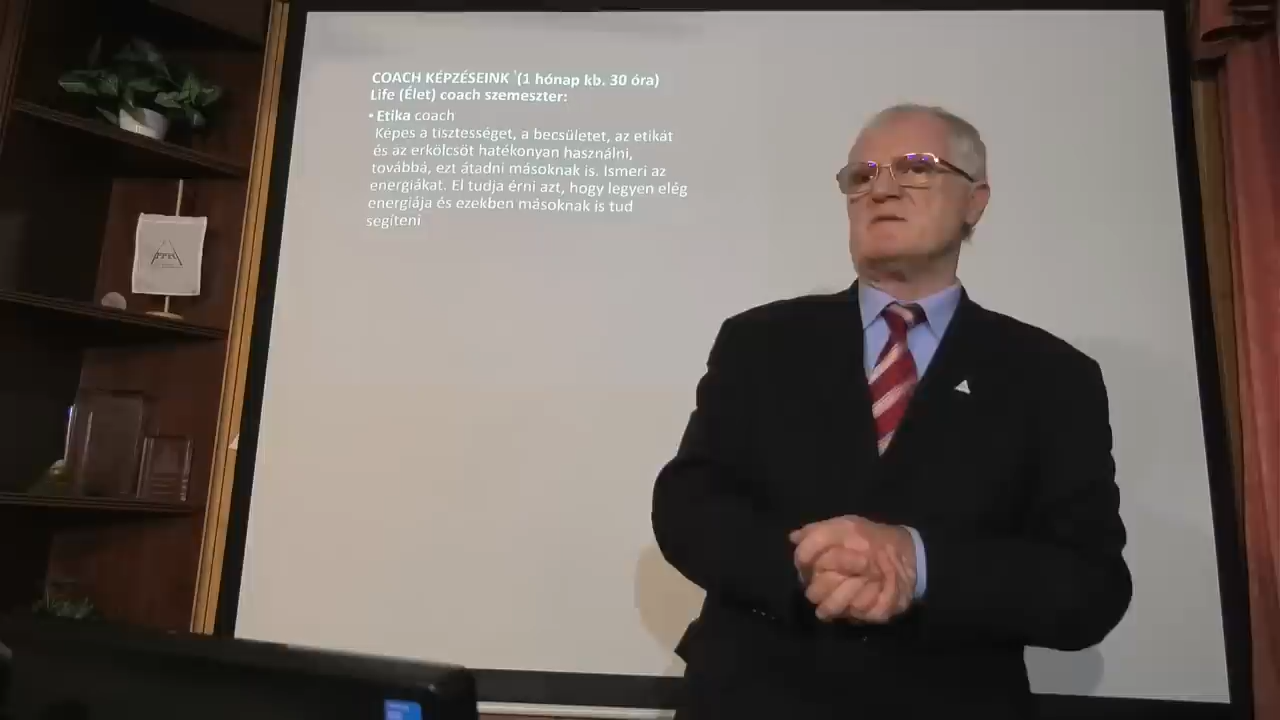 COACH KÉPZÉSEINK (1 hónap kb. 30 óra)
Life (Élet) coach szemeszter:
• Etika coach
Képes a tisztességet, a becsületet, az etikát
és az erkölcsöt hatékonyan használni,
továbbá, ezt átadni másoknak is. Ismeri az
energiákat. El tudja érni azt, hogy legyen elég
energiája és ezekben másoknak is tud
segíteni